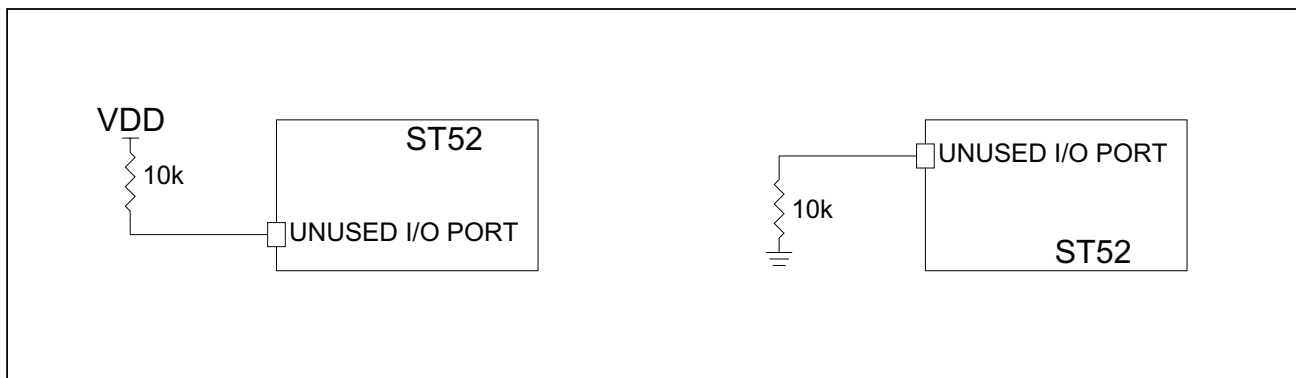 VDD
10k
ST52
UNUSED I/O PORT
UNUSED I/O PORT
10k
ST52